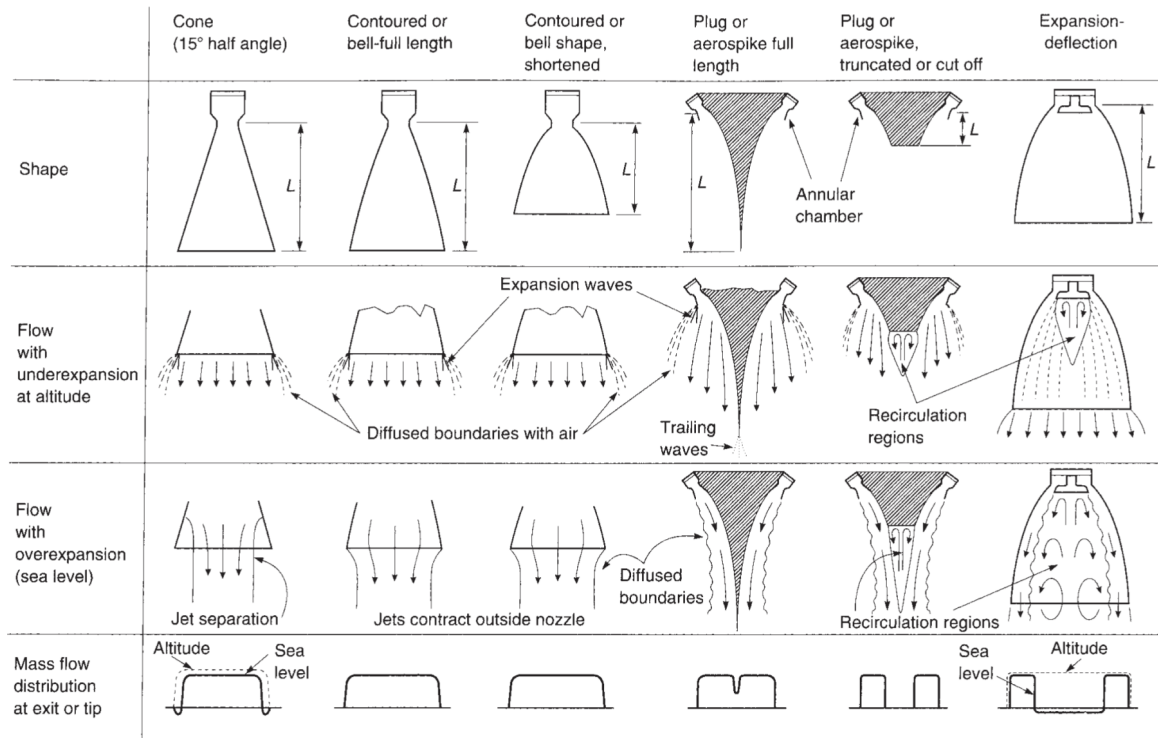 Cone
(15° half angle)
Contoured or
bell-full length
Contoured or
bell shape,
shortened
Plug or
aerospike full
length
Plug or
aerospike,
truncated or cut off
Expansion-
deflection
Shape
L
L
L
L
L
L
Annular
chamber
Flow
with
underexpansion
at altitude
Expansion waves
Diffused boundaries with air
Trailing
waves
Recirculation
regions
Flow
with
overexpansion
(sea level)
Jet separation
Jets contract outside nozzle
Diffused
boundaries
Recirculation regions
Mass flow
distribution
at exit or tip
Altitude
Sea
level
Sea
level
Altitude